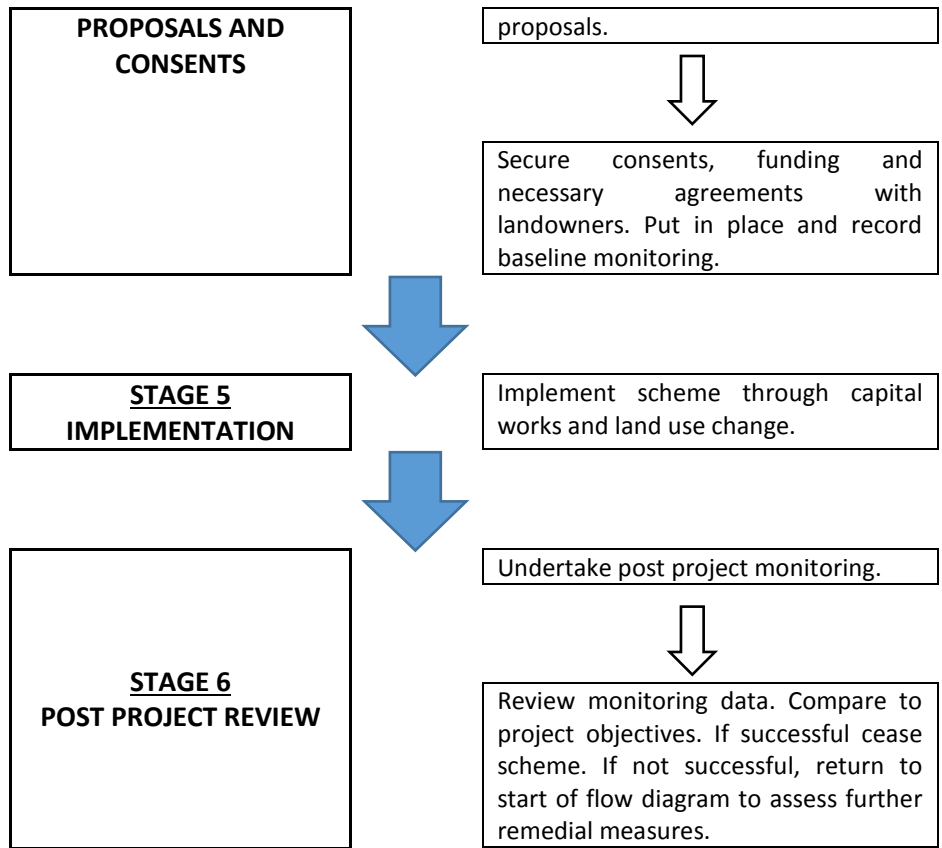 PROPOSALS AND
CONSENTS
proposals.
Secure consents, funding and
necessary agreements with
landowners. Put in place and record
baseline monitoring.
STAGE 5
IMPLEMENTATION
Implement scheme through capital
works and land use change.
STAGE 6
POST PROJECT REVIEW
Undertake post project monitoring.
Review monitoring data. Compare to
project objectives. If successful cease
scheme. If not successful, return to
start of flow diagram to assess further
remedial measures.